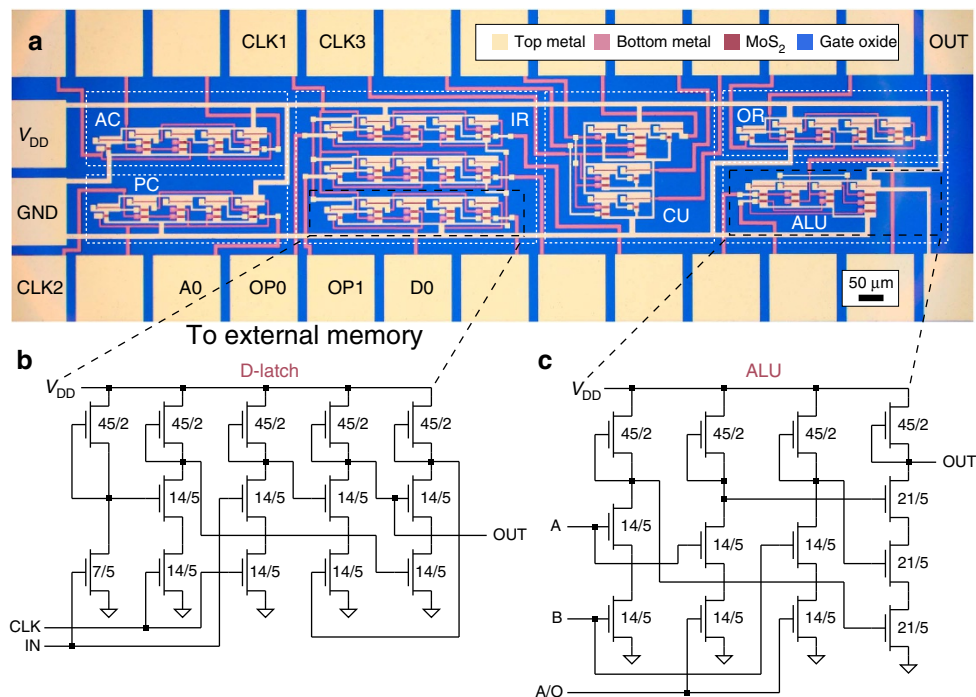 a
CLK1 CLK3 Top metal Bottom metal MoS2 Gate oxide OUT
AC IR OR
VDD
PC
GND CU ALU
CLK2 A0 OP0 OP1 D0 50 μm
To external memory
b D-latch
VDD
45/2 45/2 45/2 45/2 45/2
14/5 14/5 14/5 14/5
OUT
7/5 14/5 14/5 14/5 14/5
CLK
IN
c ALU
VDD
45/2 45/2 45/2 45/2
OUT
21/5
A 14/5 14/5 14/5
21/5
B 14/5 14/5 14/5 21/5
A/O